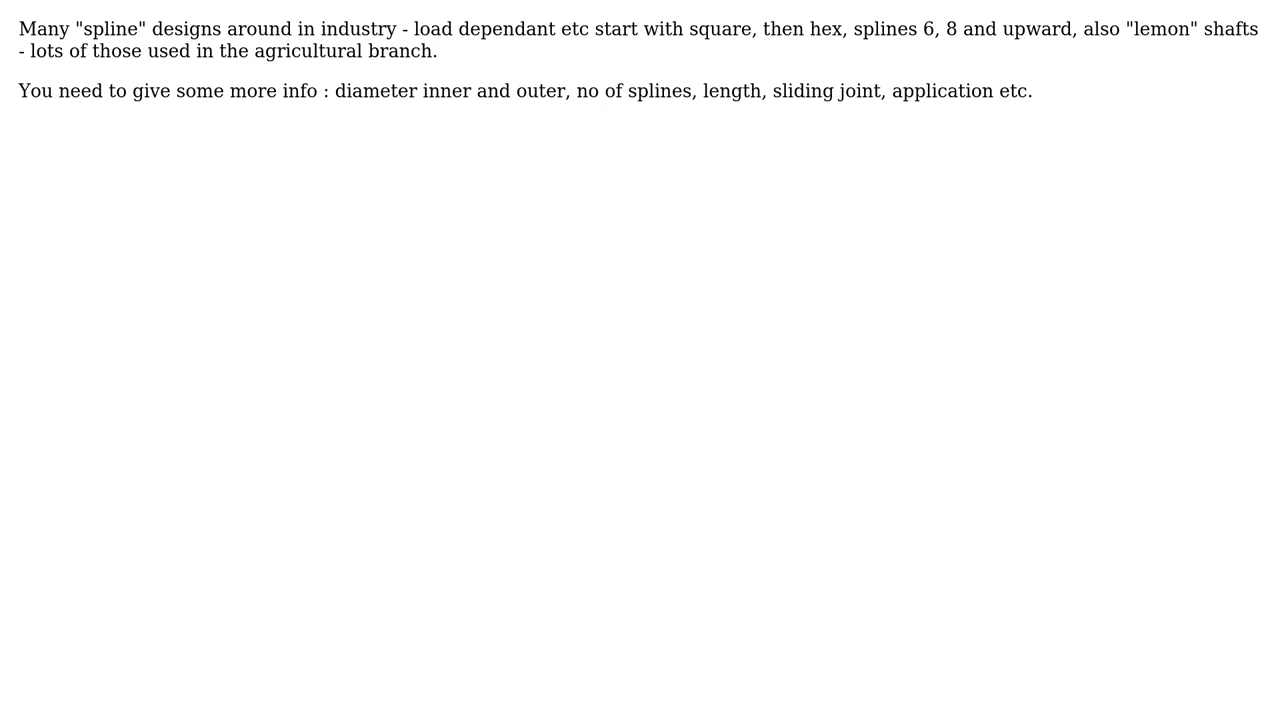 Many "spline" designs around in industry - load dependant etc start with square, then hex, splines 6, 8 and upward, also "lemon" shafts
- lots of those used in the agricultural branch.
You need to give some more info : diameter inner and outer, no of splines, length, sliding joint, application etc.